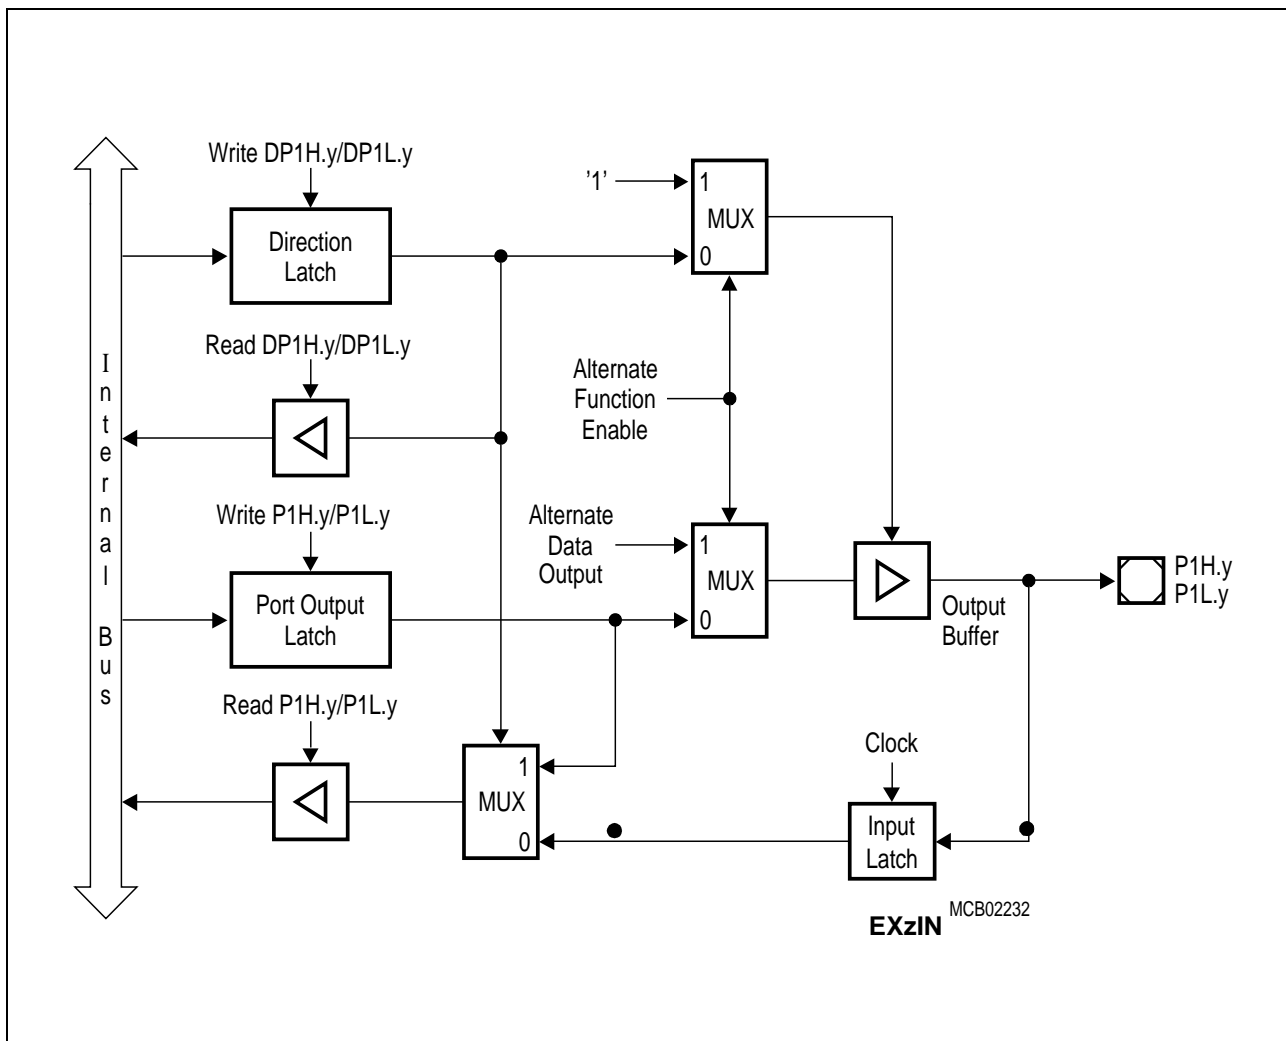 Write DP1H.y/DP1L.y
'1'
1
MUX
0
Direction
Latch
Read DP1H.y/DP1L.y
Internal Bus
Alternate
Function
Enable
Write P1H.y/P1L.y
Alternate
Data
Output
1
MUX
0
Port Output
Latch
Output
Buffer
P1H.y
P1L.y
Read P1H.y/P1L.y
1
MUX
0
Clock
Input
Latch
EXzIN
MCB02232